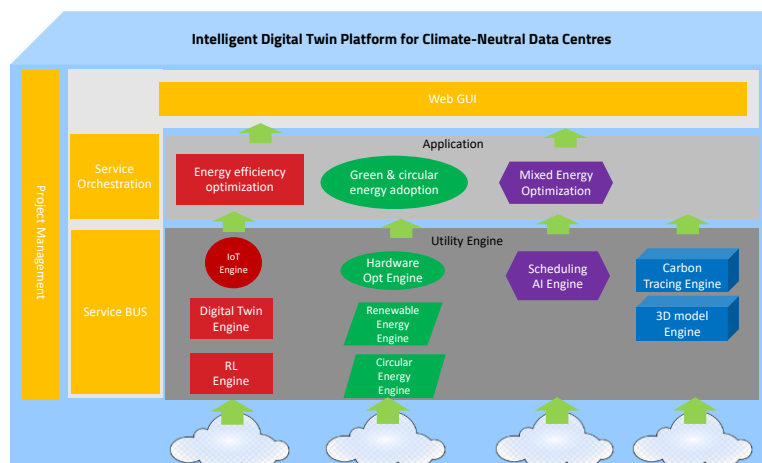 Intelligent Digital Twin Platform for Climate-Neutral Data Centres
Web GUI
Project Management
Service
Orchestration
Application
Energy efficiency
optimization
Green & circular
energy adoption
Mixed Energy
Optimization
Service BUS
Utility Engine
IoT
Engine
Hardware
Opt Engine
Scheduling
AI Engine
Carbon
Tracing Engine
Digital Twin
Engine
Renewable
Energy
Engine
3D model
Engine
RL
Engine
Circular
Energy
Engine